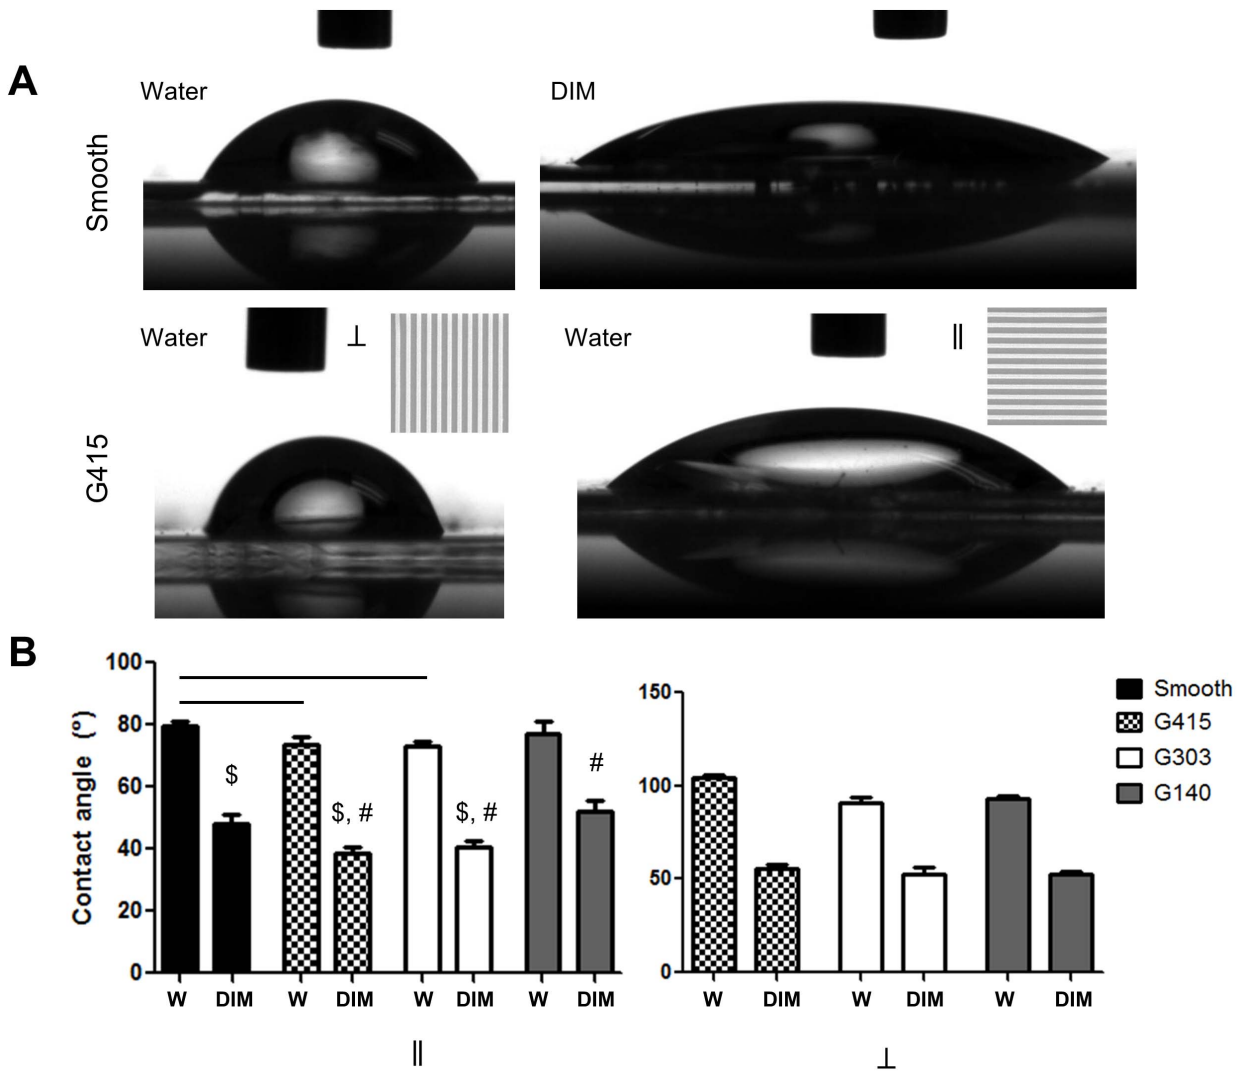 A
Water
DIM
Smooth
Water
⊥
Water
∥
G415
B
Contact angle (º)
100
80
60
40
20
0
$
$, #
$, #
#
W
DIM
W
DIM
W
DIM
W
DIM
∥
150
100
50
0
W
DIM
W
DIM
W
DIM
⊥
Smooth
G415
G303
G140